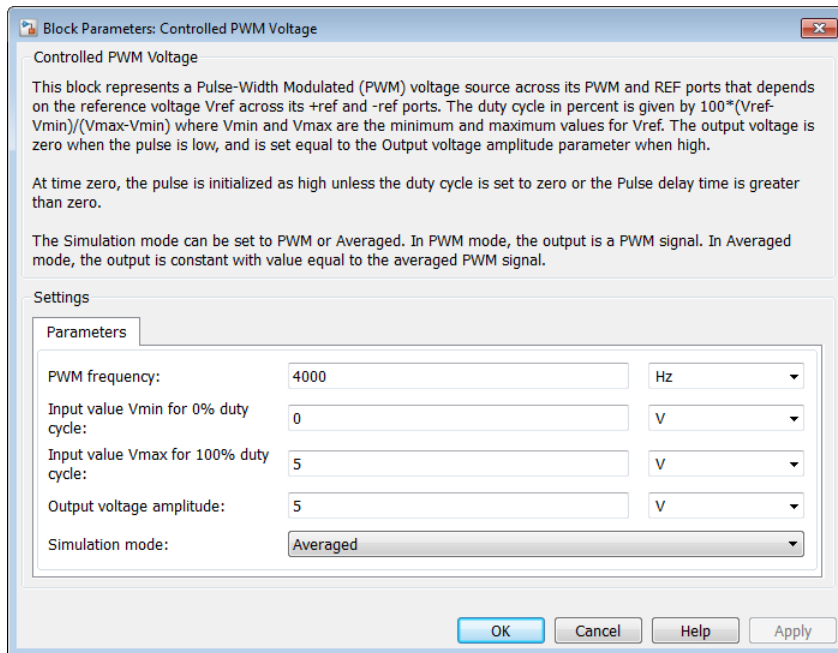 Block Parameters: Controlled PWM Voltage
Controlled PWM Voltage
This block represents a Pulse-Width Modulated (PWM) voltage source across its PWM and REF ports that depends
on the reference voltage Vref across its +ref and -ref ports. The duty cycle in percent is given by 100*(Vref-
Vmin)/(Vmax-Vmin) where Vmin and Vmax are the minimum and maximum values for Vref. The output voltage is
zero when the pulse is low, and is set equal to the Output voltage amplitude parameter when high.
At time zero, the pulse is initialized as high unless the duty cycle is set to zero or the Pulse delay time is greater
than zero.
The Simulation mode can be set to PWM or Averaged. In PWM mode, the output is a PWM signal. In Averaged
mode, the output is constant with value equal to the averaged PWM signal.
Settings
Parameters
PWM frequency: 4000 Hz
Input value Vmin for 0% duty
cycle: 0 V
Input value Vmax for 100% duty
cycle: 5 V
Output voltage amplitude: 5 V
Simulation mode: Averaged
OK Cancel Help Apply